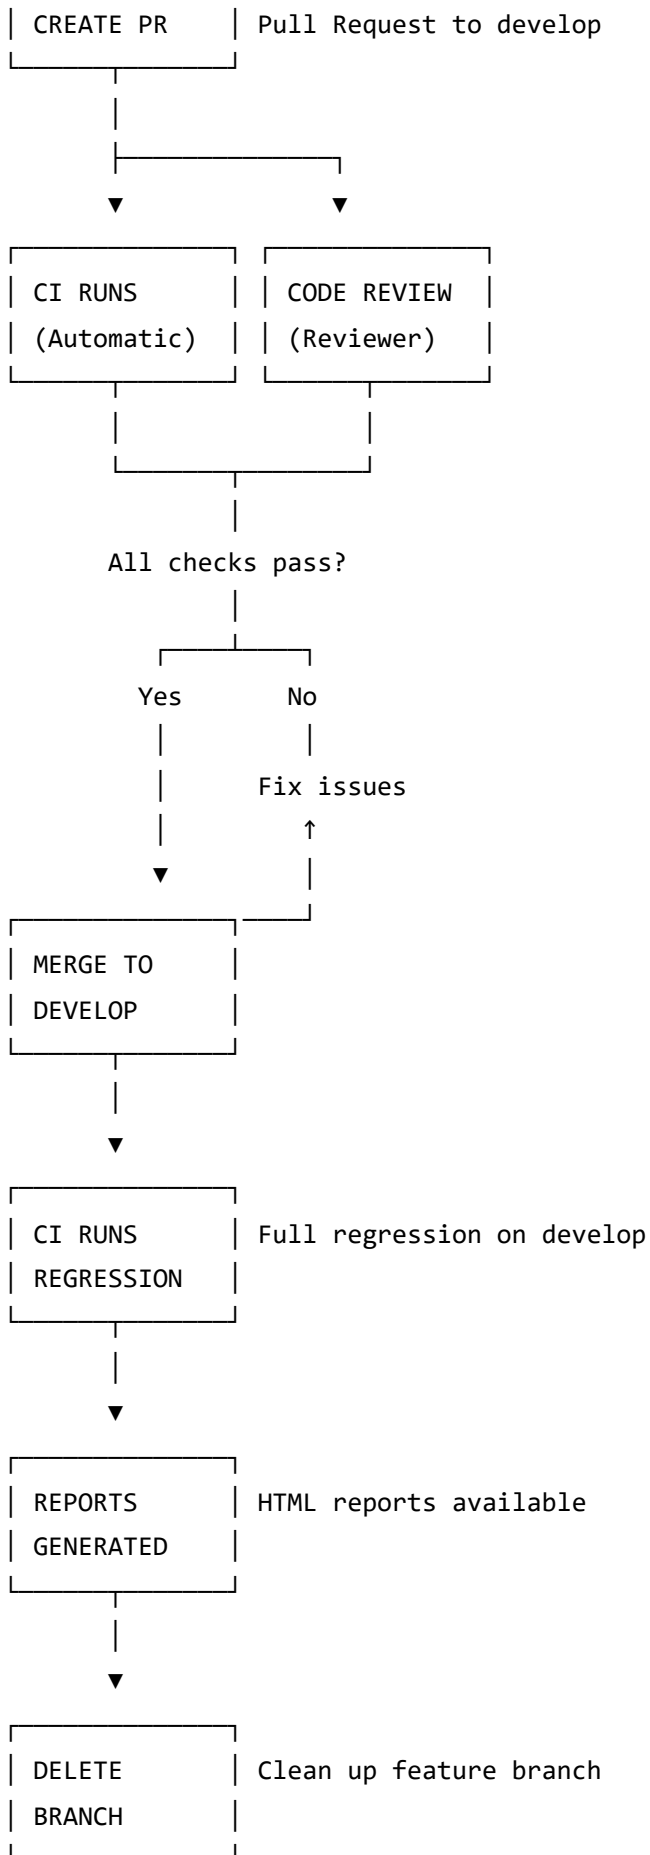 CREATE PR Pull Request to develop
CI RUNS CODE REVIEW
(Automatic) (Reviewer)
All checks pass?
Yes No
Fix issues
MERGE TO
DEVELOP
CI RUNS Full regression on develop
REGRESSION
REPORTS HTML reports available
GENERATED
DELETE Clean up feature branch
BRANCH